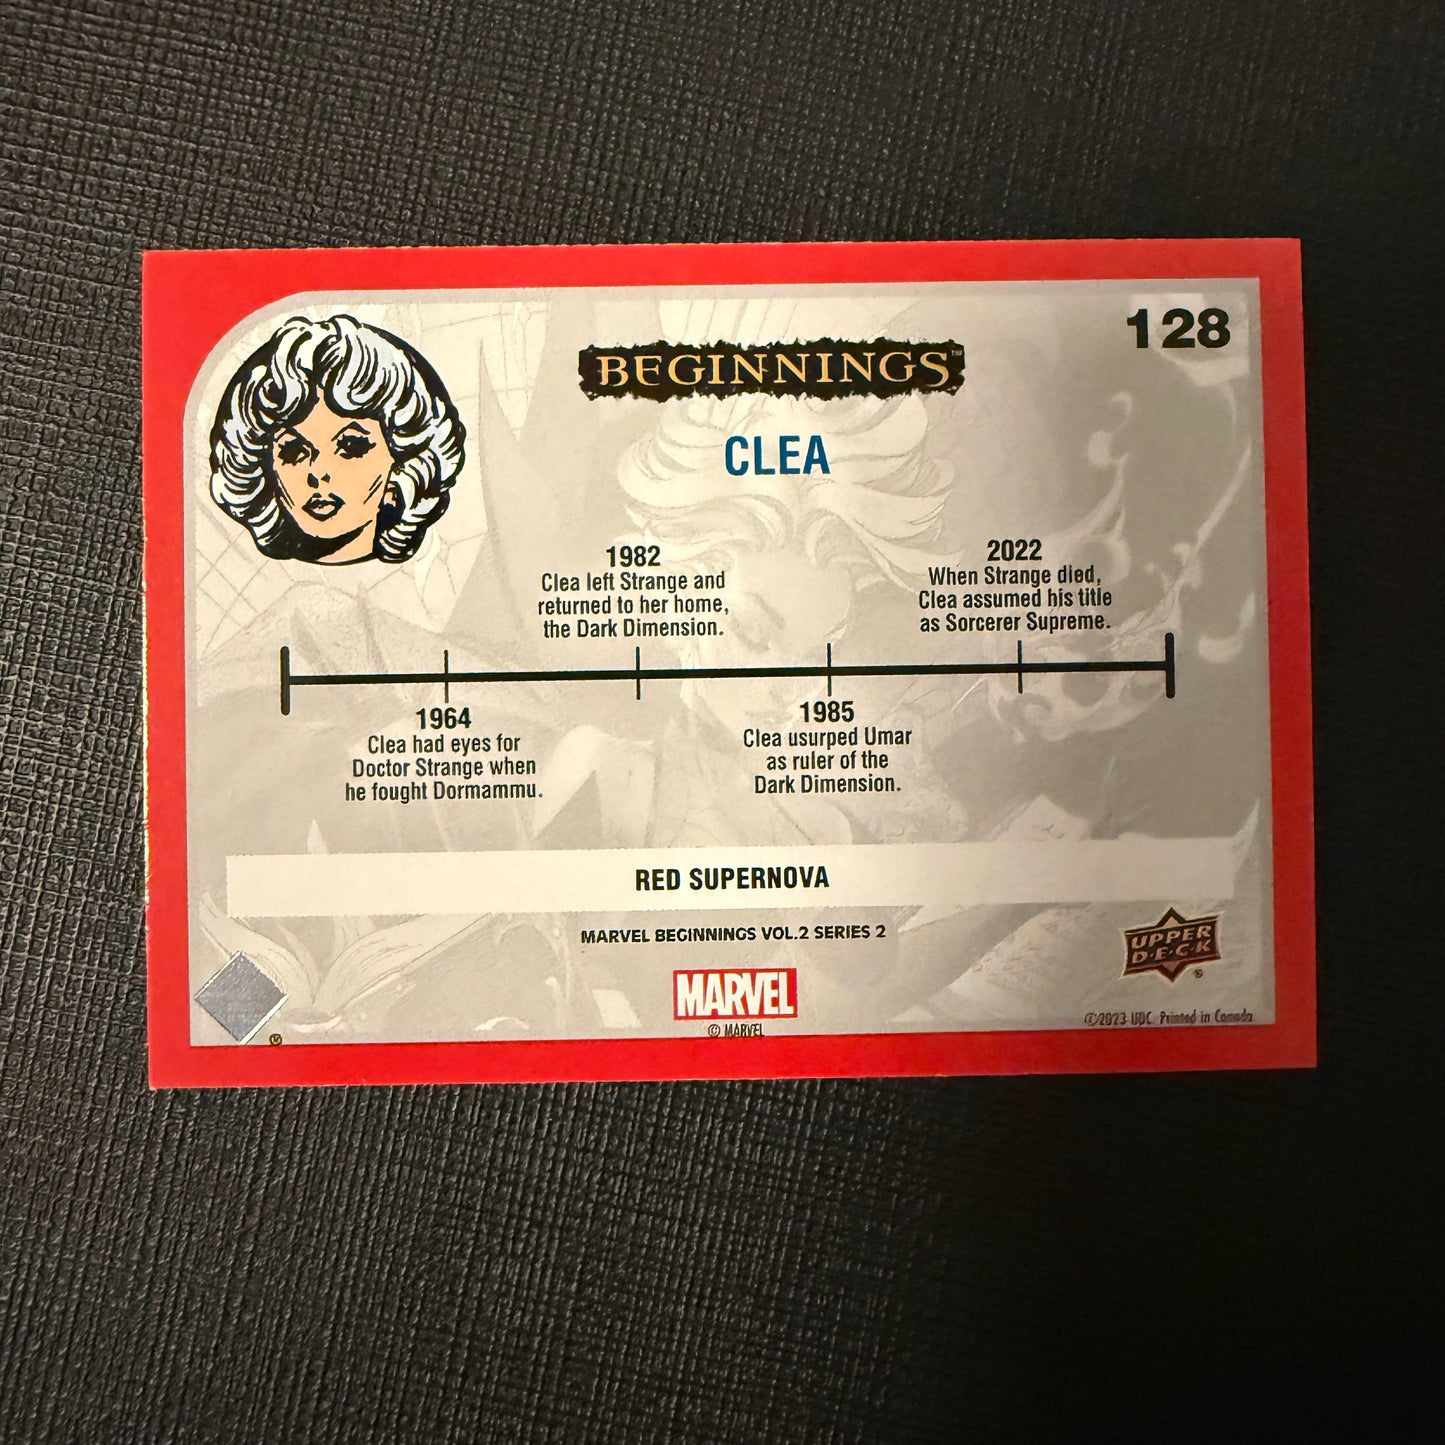 128
BEGINNINGS™
CLEA
1982
Clea left Strange and
returned to her home,
the Dark Dimension.
2022
When Strange died,
Clea assumed his title
as Sorcerer Supreme.
1964
Clea had eyes for
Doctor Strange when
he fought Dormammu.
1985
Clea usurped Umar
as ruler of the
Dark Dimension.
RED SUPERNOVA
MARVEL BEGINNINGS VOL.2 SERIES 2
UPPER
D·E·C·K
®
MARVEL
© MARVEL
®
©2023 UDC. Printed in Canada